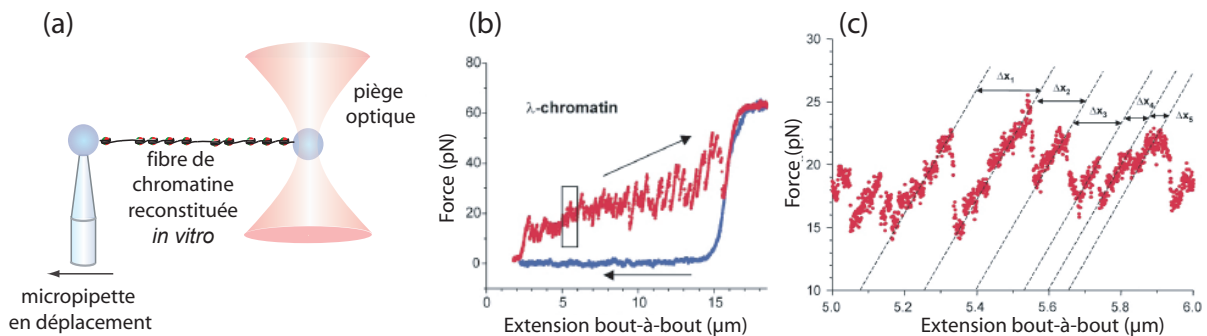 (a)
piège
optique
fibre de
chromatine
reconstituée
in vitro
micropipette
en déplacement
(b)
80
60
40
20
0
Force (pN)
λ-chromatin
0
5
10
15
Extension bout-à-bout (µm)
(c)
30
25
20
15
10
Force (pN)
Δx1
Δx2
Δx3
Δx4
Δx5
5.0
5.2
5.4
5.6
5.8
6.0
Extension bout-à-bout (µm)